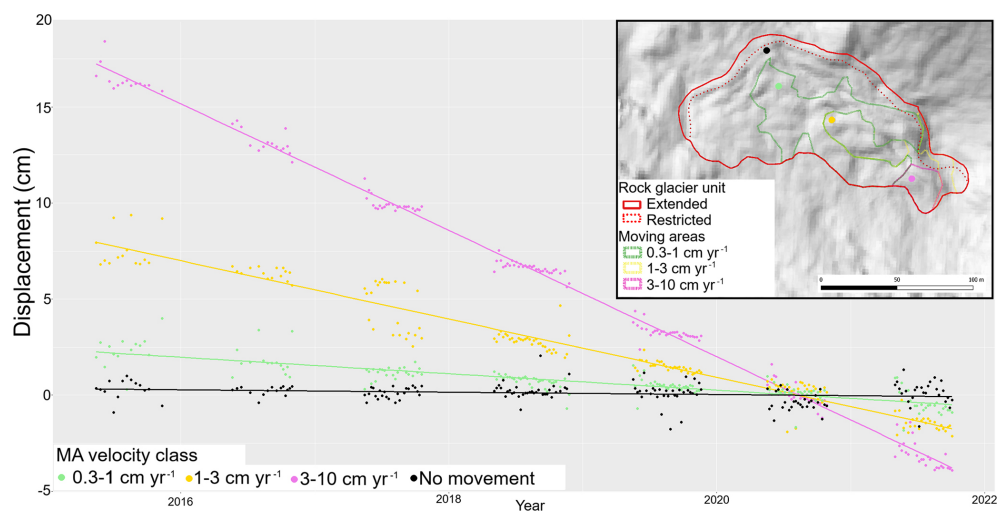 20
15
10
5
0
-5
Displacement (cm)
2016
2018
2020
2022
Year
MA velocity class
0.3-1 cm yr⁻¹
1-3 cm yr⁻¹
3-10 cm yr⁻¹
No movement
Rock glacier unit
Extended
Restricted
Moving areas
0.3-1 cm yr⁻¹
1-3 cm yr⁻¹
3-10 cm yr⁻¹
0 50 100 m